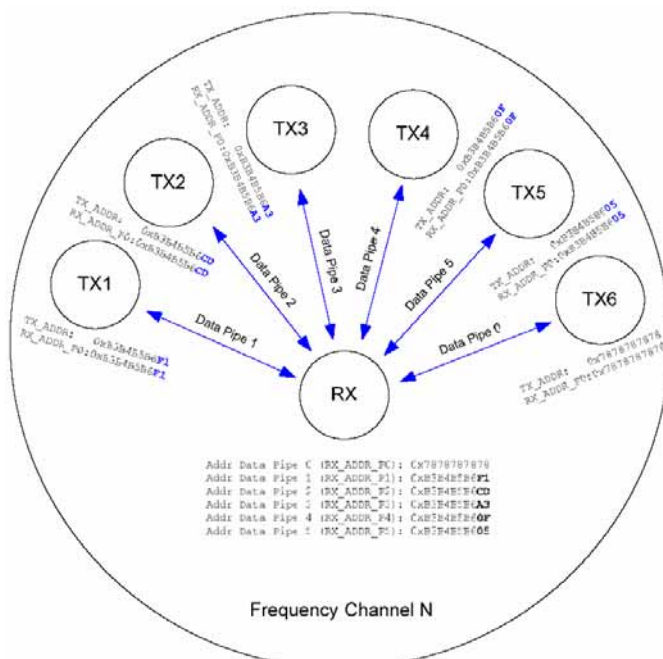 TX3
TX4
TX_ADDR: 0xB3B4B5B6A3
RX_ADDR_P0:0xB3B4B5B6A3
TX_ADDR: 0xB3B4B5B60F
RX_ADDR_P0:0xB3B4B5B60F
TX2
TX5
TX_ADDR: 0xB3B4B5B6CD
RX_ADDR_P0:0xB3B4B5B6CD
TX_ADDR: 0xB3B4B5B605
RX_ADDR_P0:0xB3B4B5B605
TX1
TX6
TX_ADDR: 0xB3B4B5B6F1
RX_ADDR_P0:0xB3B4B5B6F1
TX_ADDR: 0x7878787878
RX_ADDR_P0:0x7878787878
Data Pipe 1
Data Pipe 2
Data Pipe 3
Data Pipe 4
Data Pipe 5
Data Pipe 0
RX
Addr Data Pipe 0 (RX_ADDR_P0): 0x7878787878
Addr Data Pipe 1 (RX_ADDR_P1): 0xB3B4B5B6F1
Addr Data Pipe 2 (RX_ADDR_P2): 0xB3B4B5B6CD
Addr Data Pipe 3 (RX_ADDR_P3): 0xB3B4B5B6A3
Addr Data Pipe 4 (RX_ADDR_P4): 0xB3B4B5B60F
Addr Data Pipe 5 (RX_ADDR_P5): 0xB3B4B5B605
Frequency Channel N